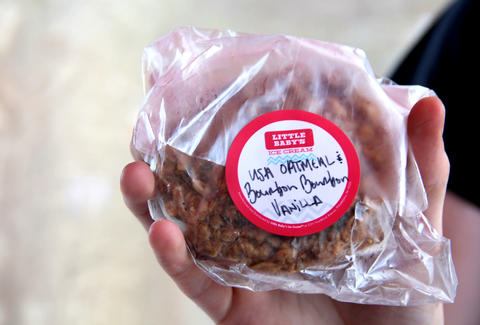 LITTLE
BABY'S
ICE CREAM
USA OATMEAL &
Bourbon Bourbon
VANILLA